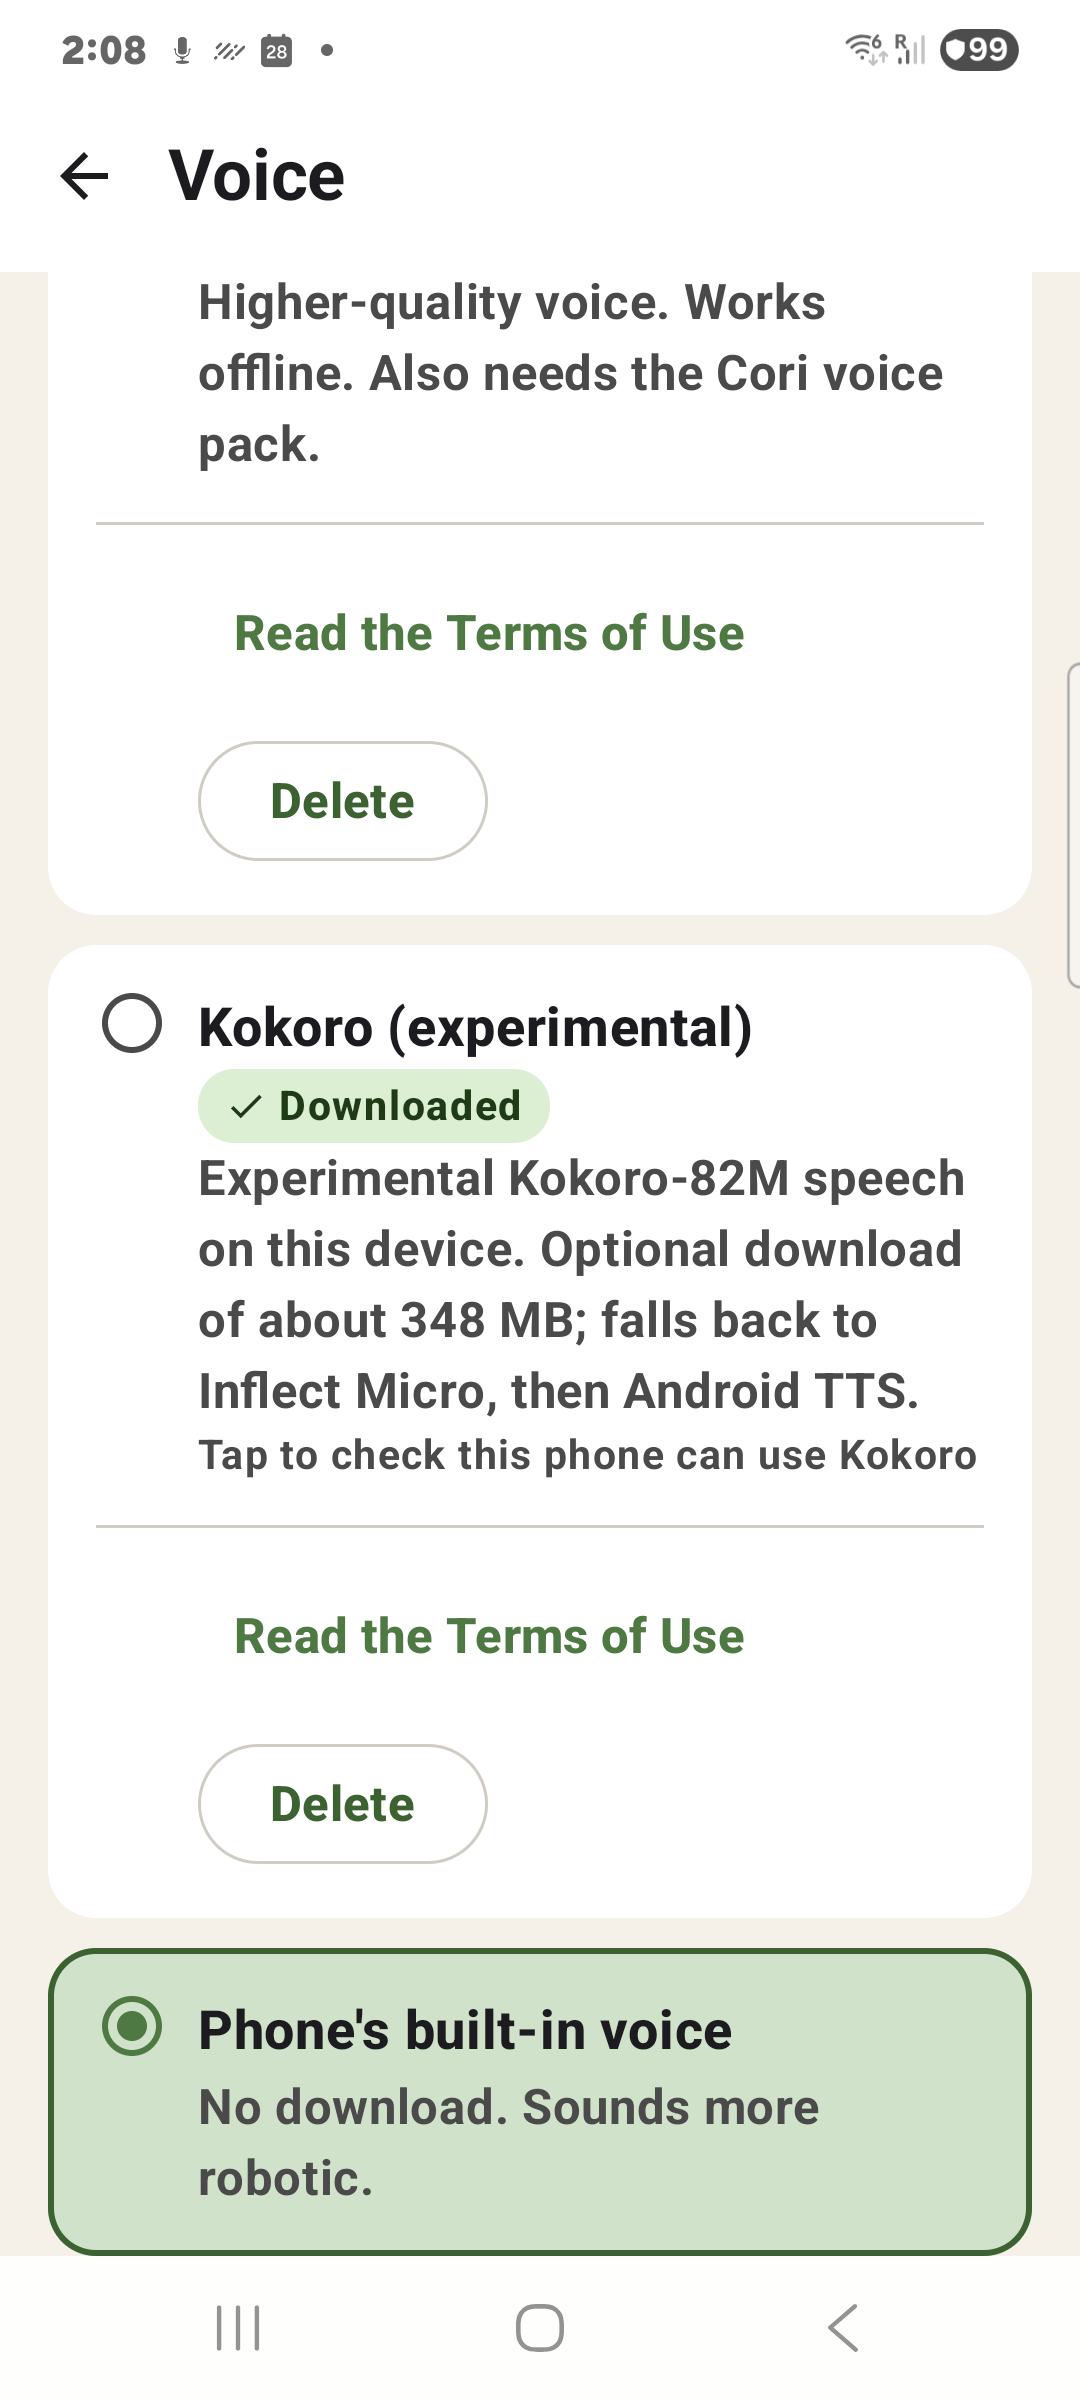 2:08
28
6
R
99
Voice
Higher-quality voice. Works
offline. Also needs the Cori voice
pack.
Read the Terms of Use
Delete
Kokoro (experimental)
Downloaded
Experimental Kokoro-82M speech
on this device. Optional download
of about 348 MB; falls back to
Inflect Micro, then Android TTS.
Tap to check this phone can use Kokoro
Read the Terms of Use
Delete
Phone's built-in voice
No download. Sounds more
robotic.